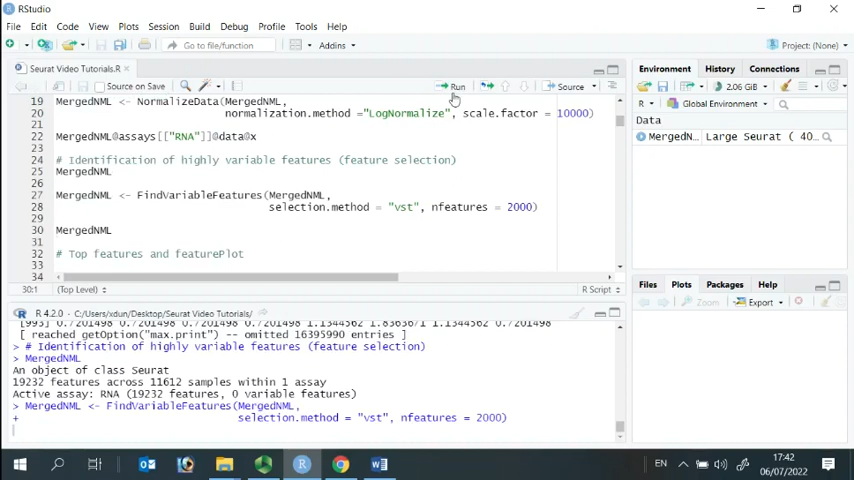 RStudio
File Edit Code View Plots Session Build Debug Profile Tools Help
Go to file/function Addins Project: (None)
Seurat Video Tutorials.R
Source on Save Run Source
19 MergedNML <- NormalizeData(MergedNML,
20 normalization.method ="LogNormalize", scale.factor = 10000)
21
22 MergedNML@assays[["RNA"]]@data@x
23
24 # Identification of highly variable features (feature selection)
25 MergedNML
26
27 MergedNML <- FindVariableFeatures(MergedNML,
28 selection.method = "vst", nfeatures = 2000)
29
30 MergedNML
31
32 # Top features and featurePlot
33
34
30:1 (Top Level) R Script
R 4.2.0 · C:/Users/xdun/Desktop/Seurat Video Tutorials/
[ reached getOption("max.print") -- omitted 16395990 entries ]
> # Identification of highly variable features (feature selection)
> MergedNML
An object of class Seurat
19232 features across 11612 samples within 1 assay
Active assay: RNA (19232 features, 0 variable features)
> MergedNML <- FindVariableFeatures(MergedNML,
+ selection.method = "vst", nfeatures = 2000)
Environment History Connections
2.06 GiB
R Global Environment
Data
MergedN… Large Seurat ( 40…
Files Plots Packages Help
Zoom Export
EN 17:42
06/07/2022